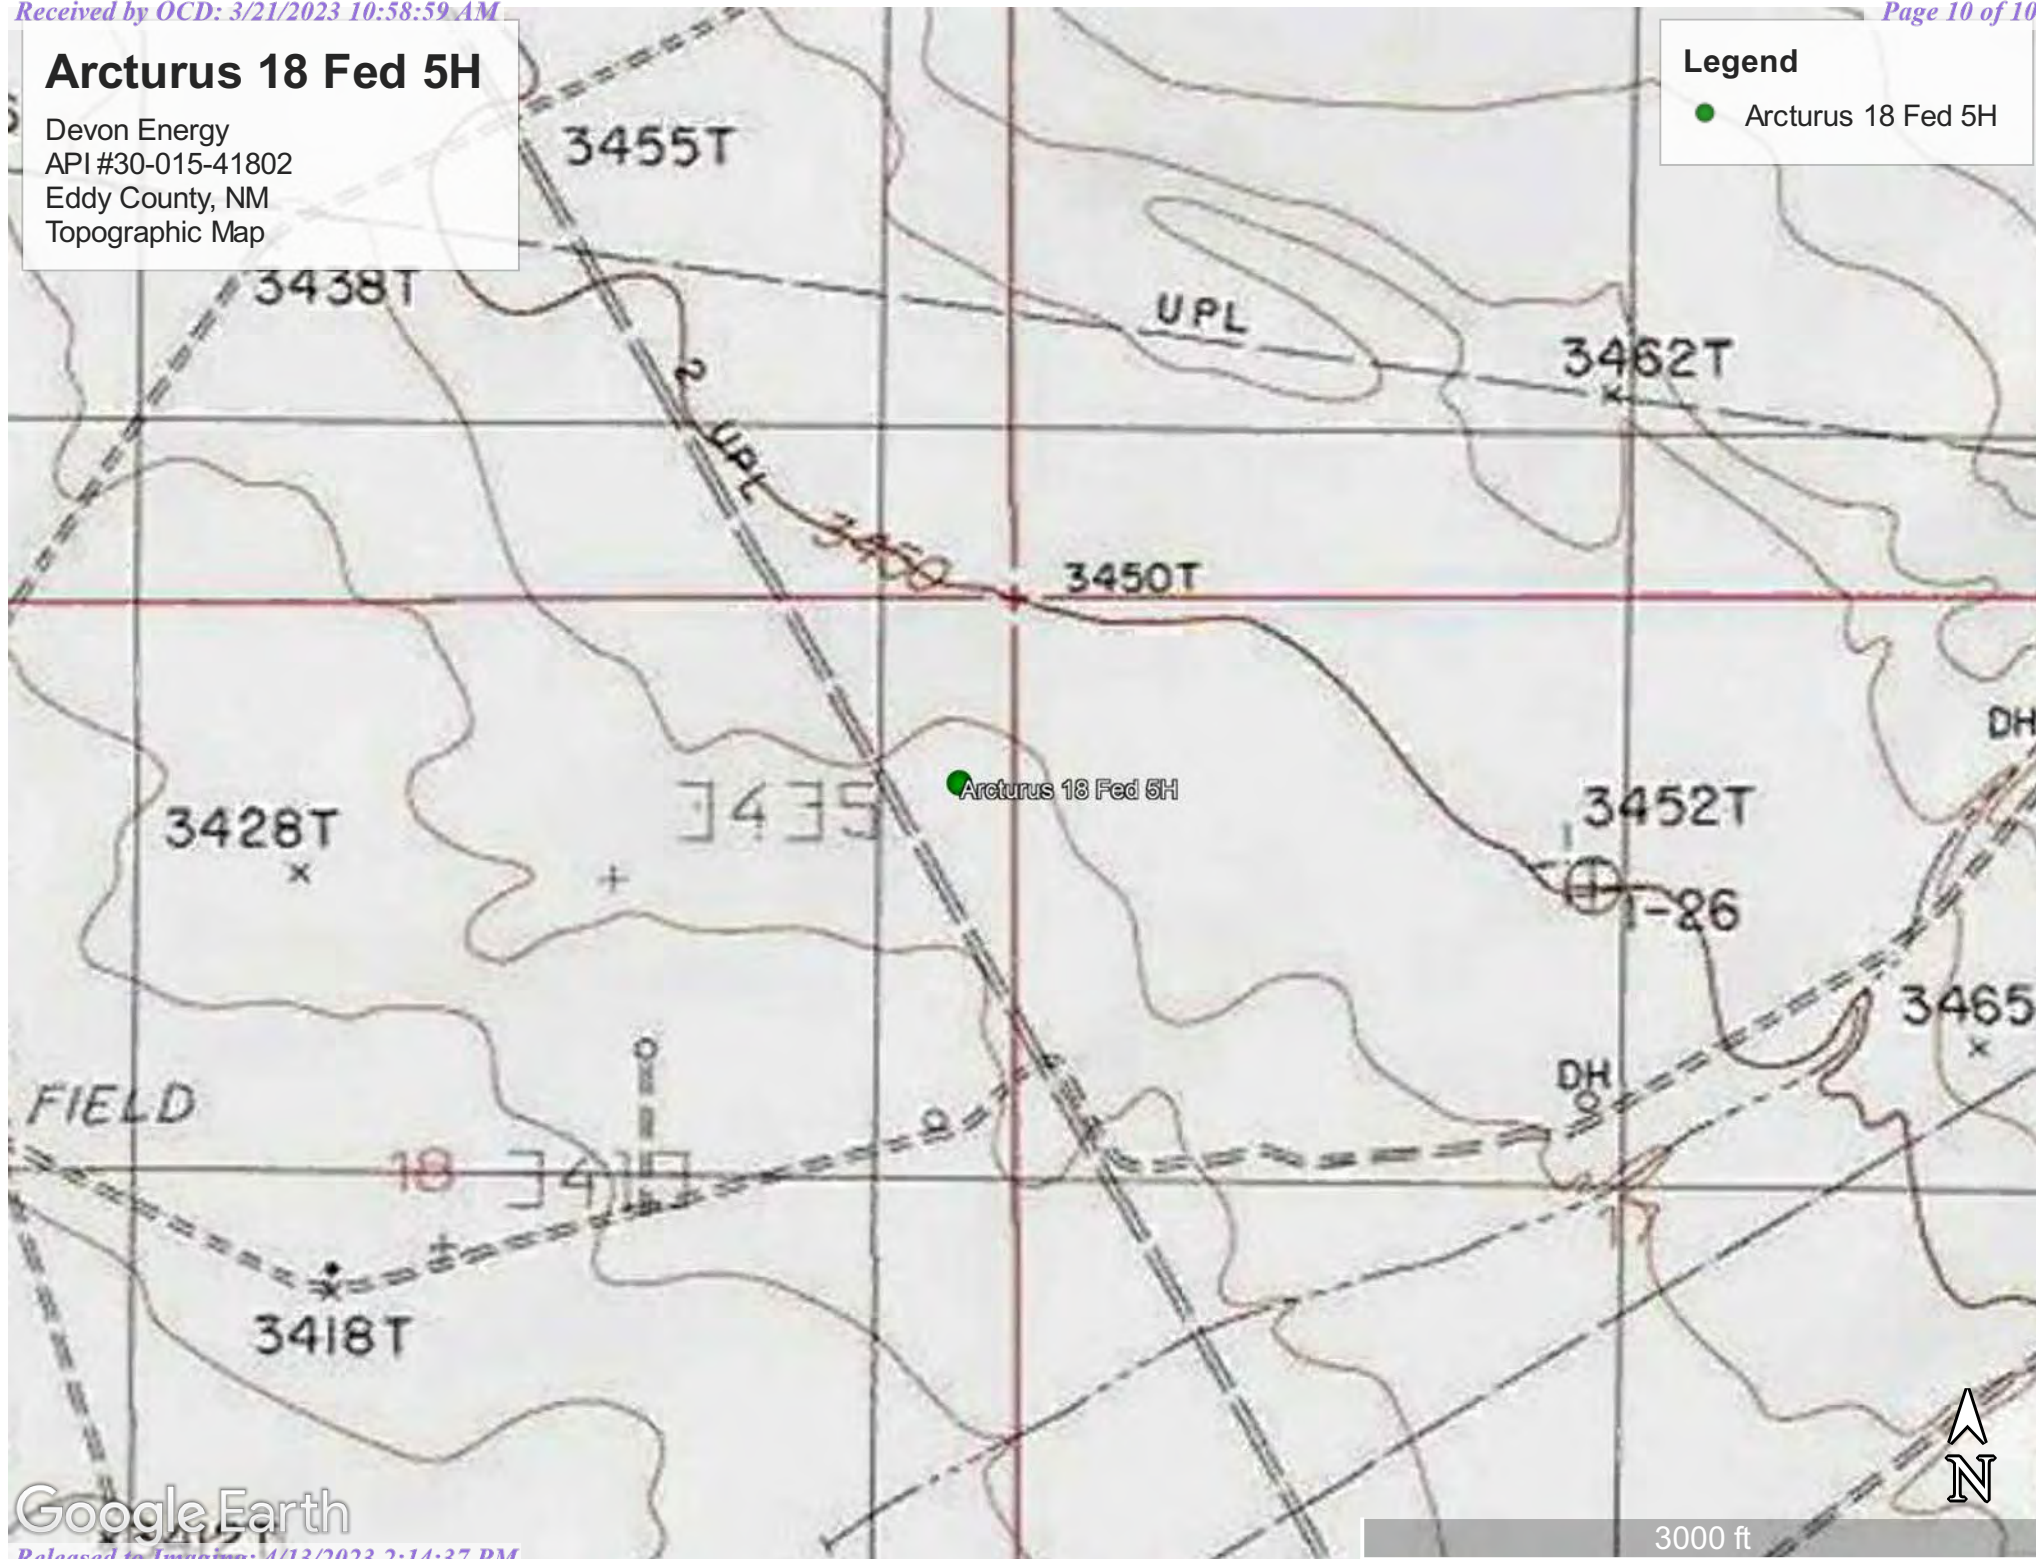 Received by OCD: 3/21/2023 10:58:59 AM
Page 10 of 10
Arcturus 18 Fed 5H
Devon Energy
API #30-015-41802
Eddy County, NM
Topographic Map
Legend
Arcturus 18 Fed 5H
3455T
3438T
UPL
3462T
2
UPL
3450
3450T
DH
Arcturus 18 Fed 5H
3435
3452T
3428T
1-26
3465
DH
FIELD
18
3413
17
3418T
N
Google Earth
3000 ft
Released to Imaging: 4/13/2023 2:14:37 PM